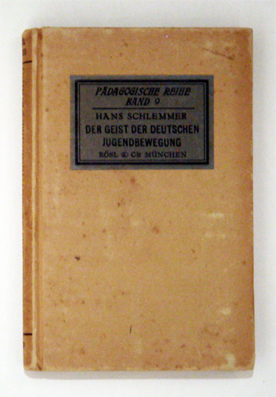 PÄDAGOGISCHE REIHE
BAND 9
HANS SCHLEMMER
DER GEIST DER DEUTSCHEN
JUGENDBEWEGUNG
RÖSL & CIE MÜNCHEN